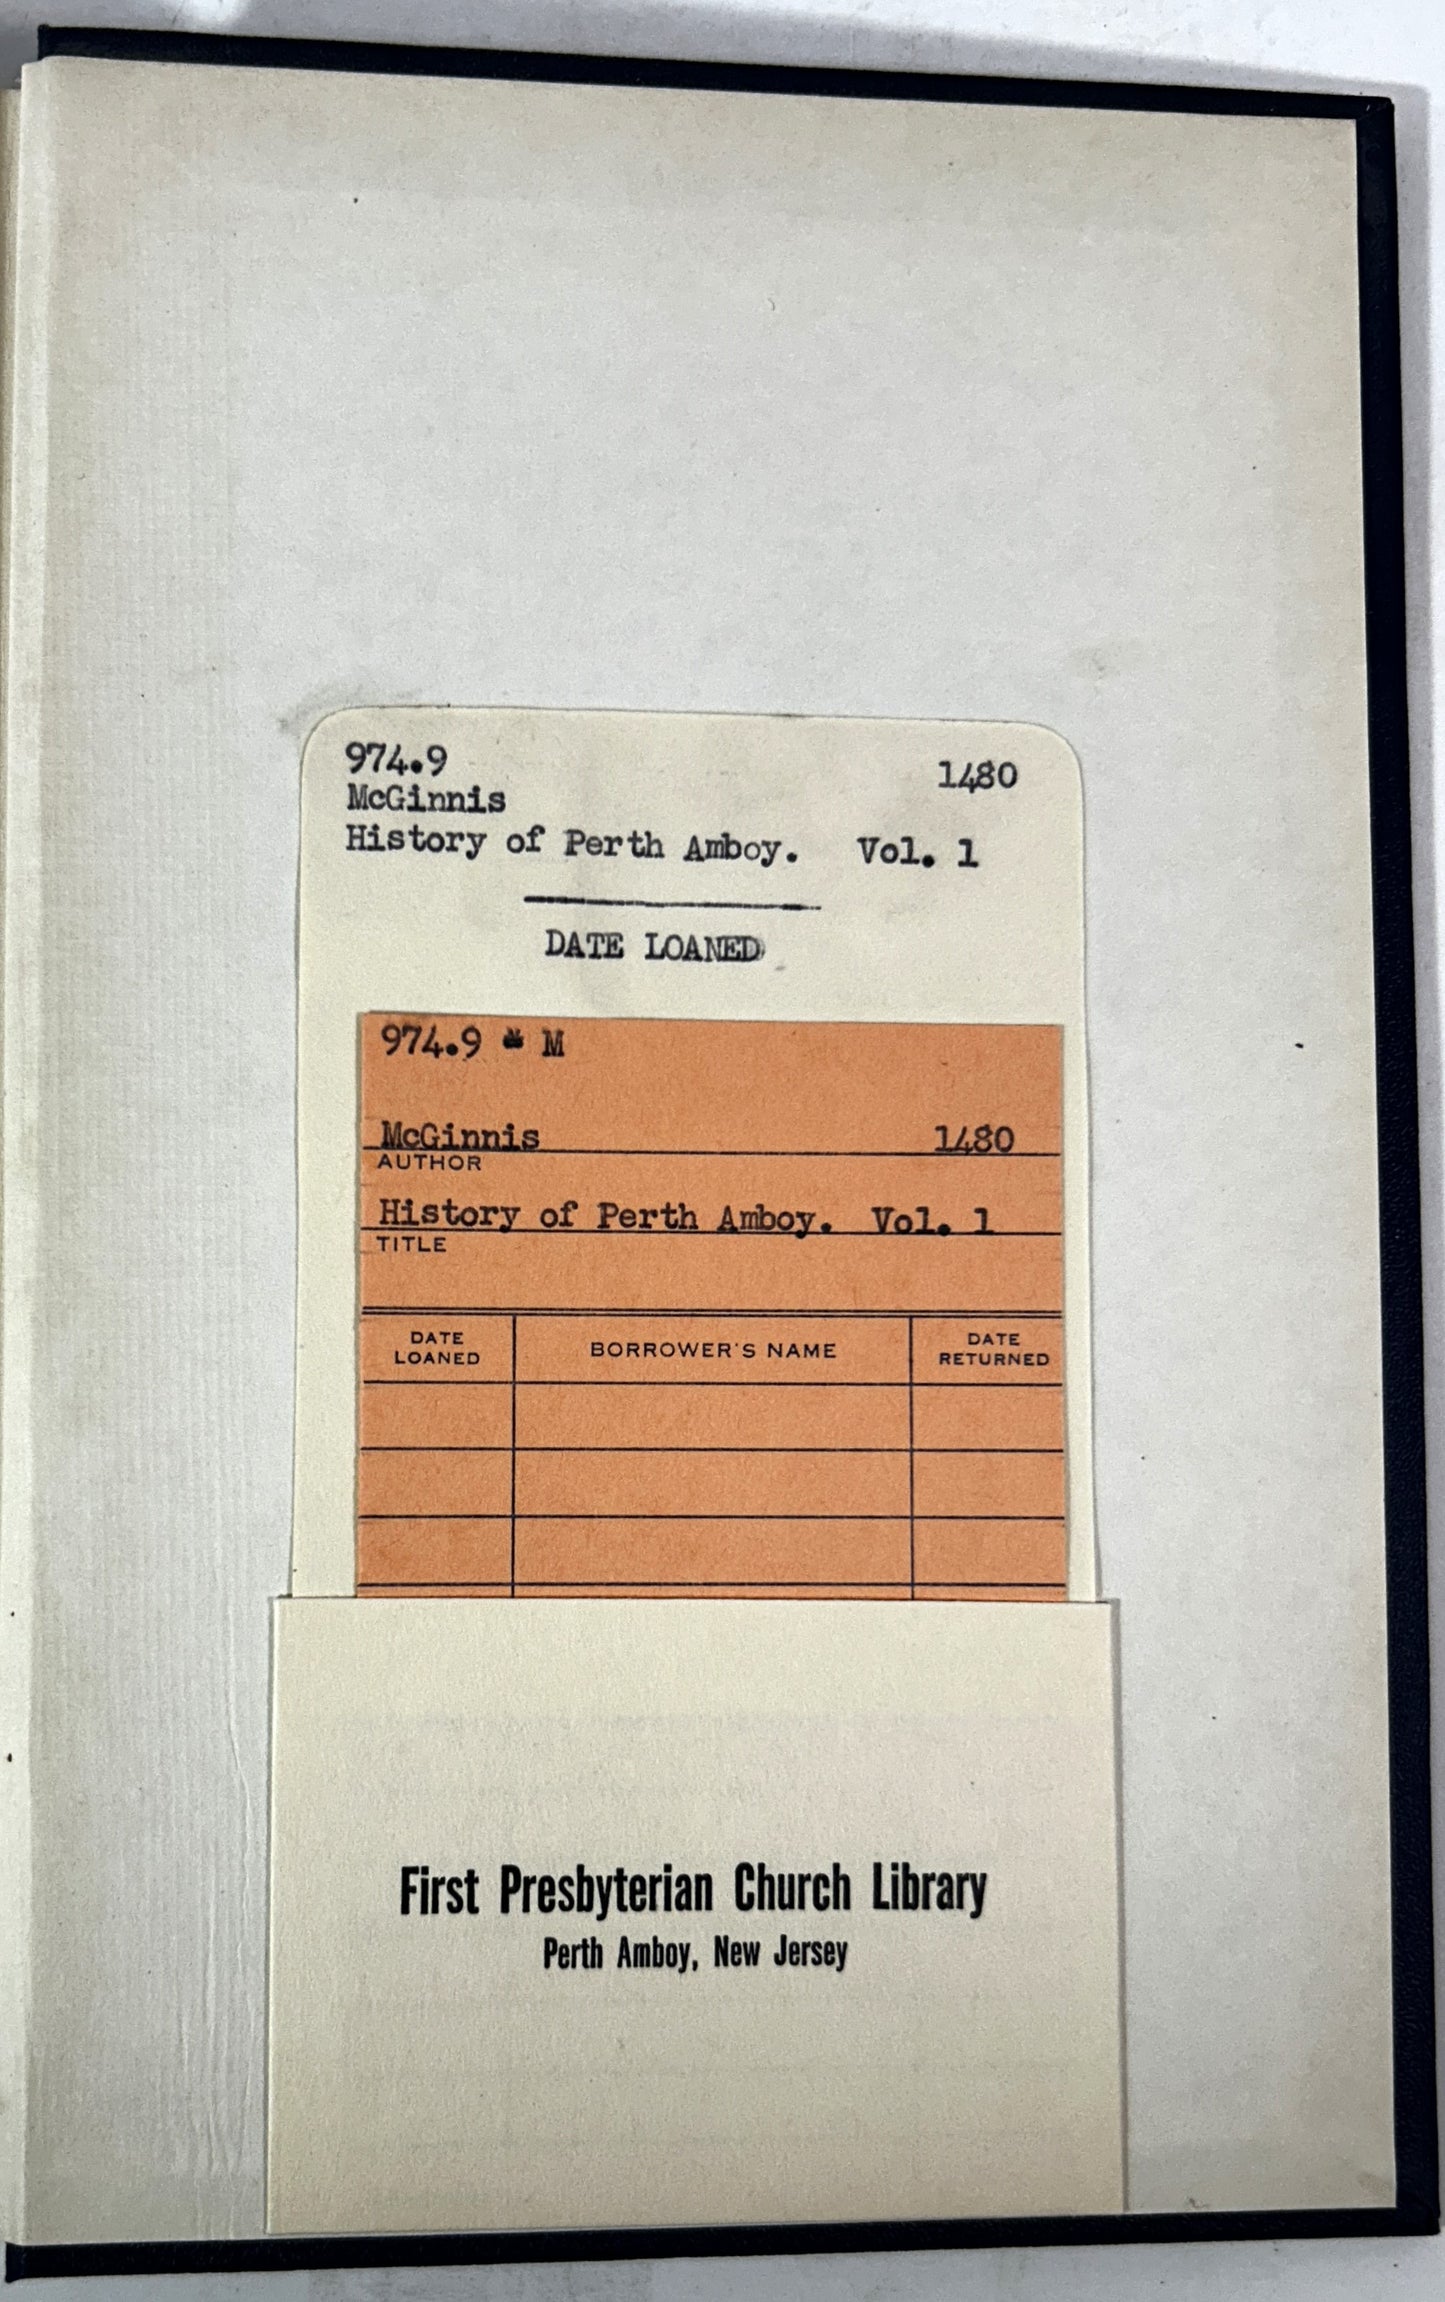 974.9 1480
McGinnis
History of Perth Amboy. Vol. 1
DATE LOANED
974.9 M
McGinnis 1480
AUTHOR
History of Perth Amboy. Vol. 1
TITLE
DATE LOANED BORROWER'S NAME DATE RETURNED
First Presbyterian Church Library
Perth Amboy, New Jersey